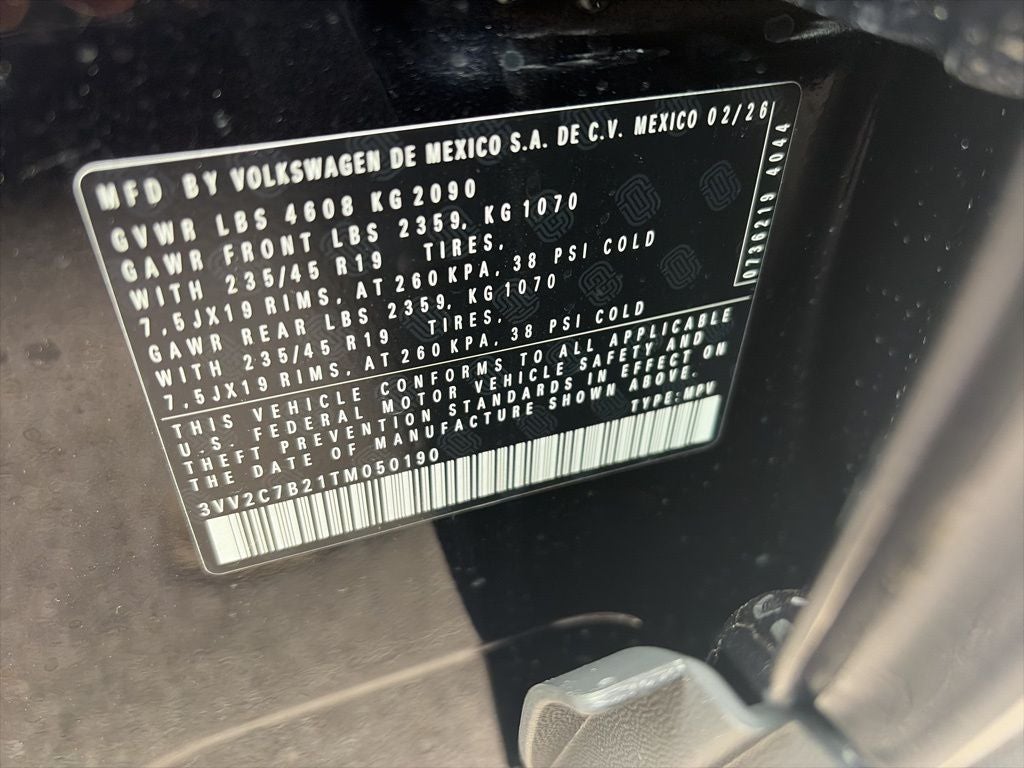 MFD BY VOLKSWAGEN DE MEXICO S.A. DE C.V. MEXICO 02/26
GVWR LBS 4608 KG 2090
GAWR FRONT LBS 2359, KG 1070
WITH 235/45 R19 TIRES,
7,5JX19 RIMS, AT 260 KPA, 38 PSI COLD
GAWR REAR LBS 2359, KG 1070
WITH 235/45 R19 TIRES,
7,5JX19 RIMS, AT 260 KPA, 38 PSI COLD
0736219 4044
THIS VEHICLE CONFORMS TO ALL APPLICABLE
U.S. FEDERAL MOTOR VEHICLE SAFETY AND
THEFT PREVENTION STANDARDS IN EFFECT ON
THE DATE OF MANUFACTURE SHOWN ABOVE.
3VV2C7B21TM050190 TYPE: MPV